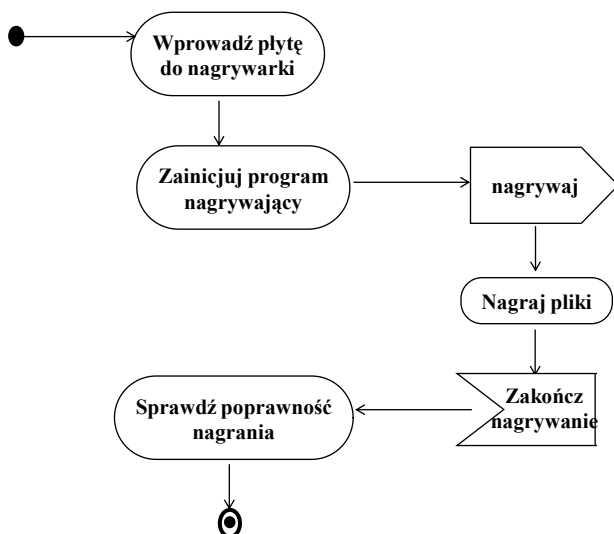 Wprowadź płytę
do nagrywarki
Zainicjuj program
nagrywający
nagrywaj
Nagraj pliki
Zakończ
nagrywanie
Sprawdź poprawność
nagrania